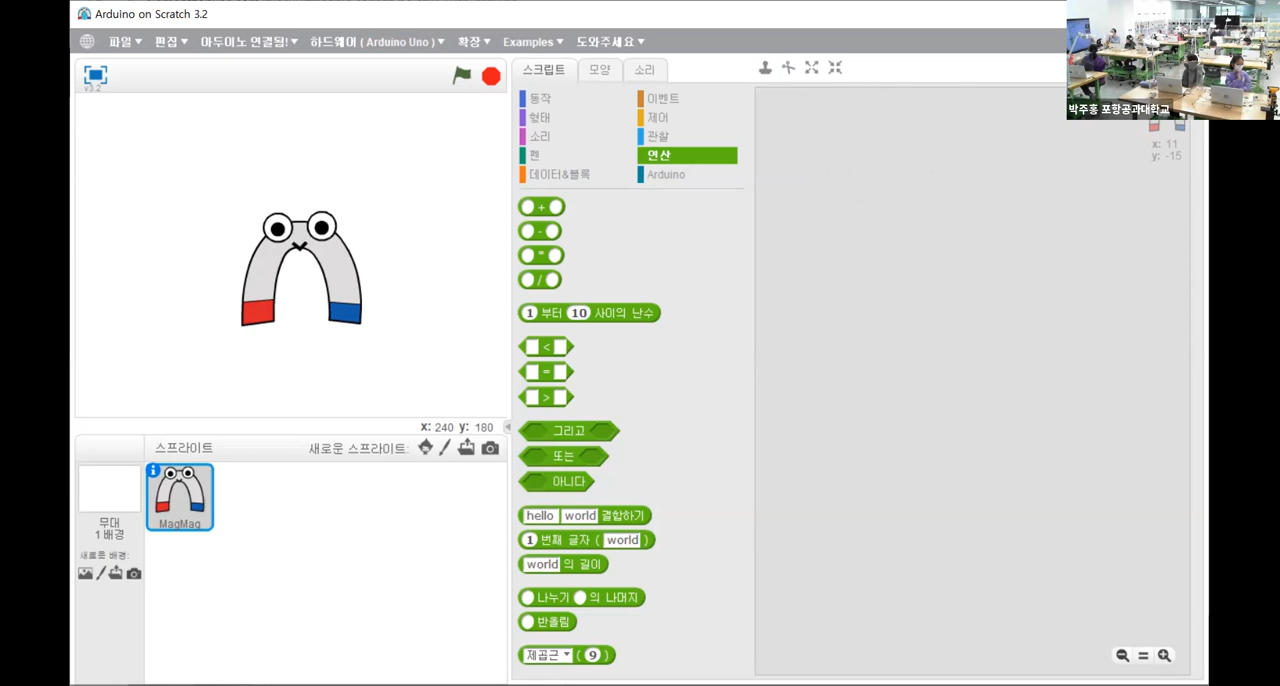 Arduino on Scratch 3.2
파일 편집 아두이노 연결됨! 하드웨어 ( Arduino Uno ) 확장 Examples 도와주세요
v3.2
스크립트 모양 소리
동작 이벤트
형태 제어
소리 관찰
펜 연산
데이터&블록 Arduino
+
-
*
/
1 부터 10 사이의 난수
<
=
>
그리고
또는
아니다
hello world 결합하기
1 번째 글자 ( world )
world 의 길이
나누기 의 나머지
반올림
제곱근 ( 9 )
x: 240 y: 180
스프라이트 새로운 스프라이트:
MagMag
무대
1 배경
새로운 배경:
박주홍 포항공과대학교
x: 11
y: -15